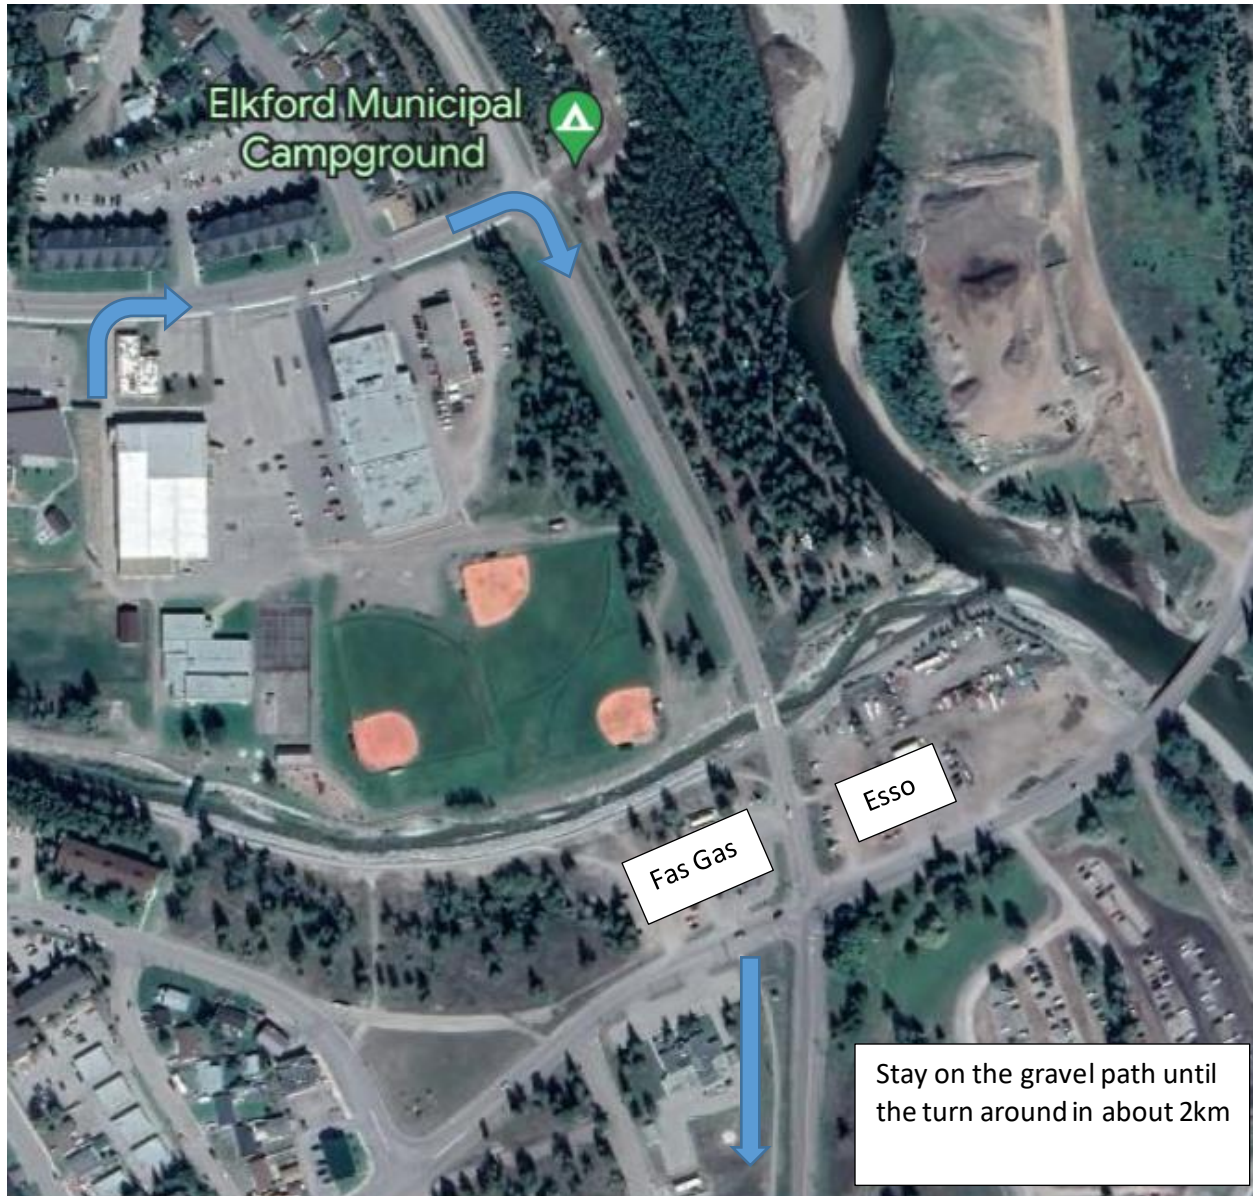 Elkford Municipal
Campground
Esso
Fas Gas
Stay on the gravel path until
the turn around in about 2km